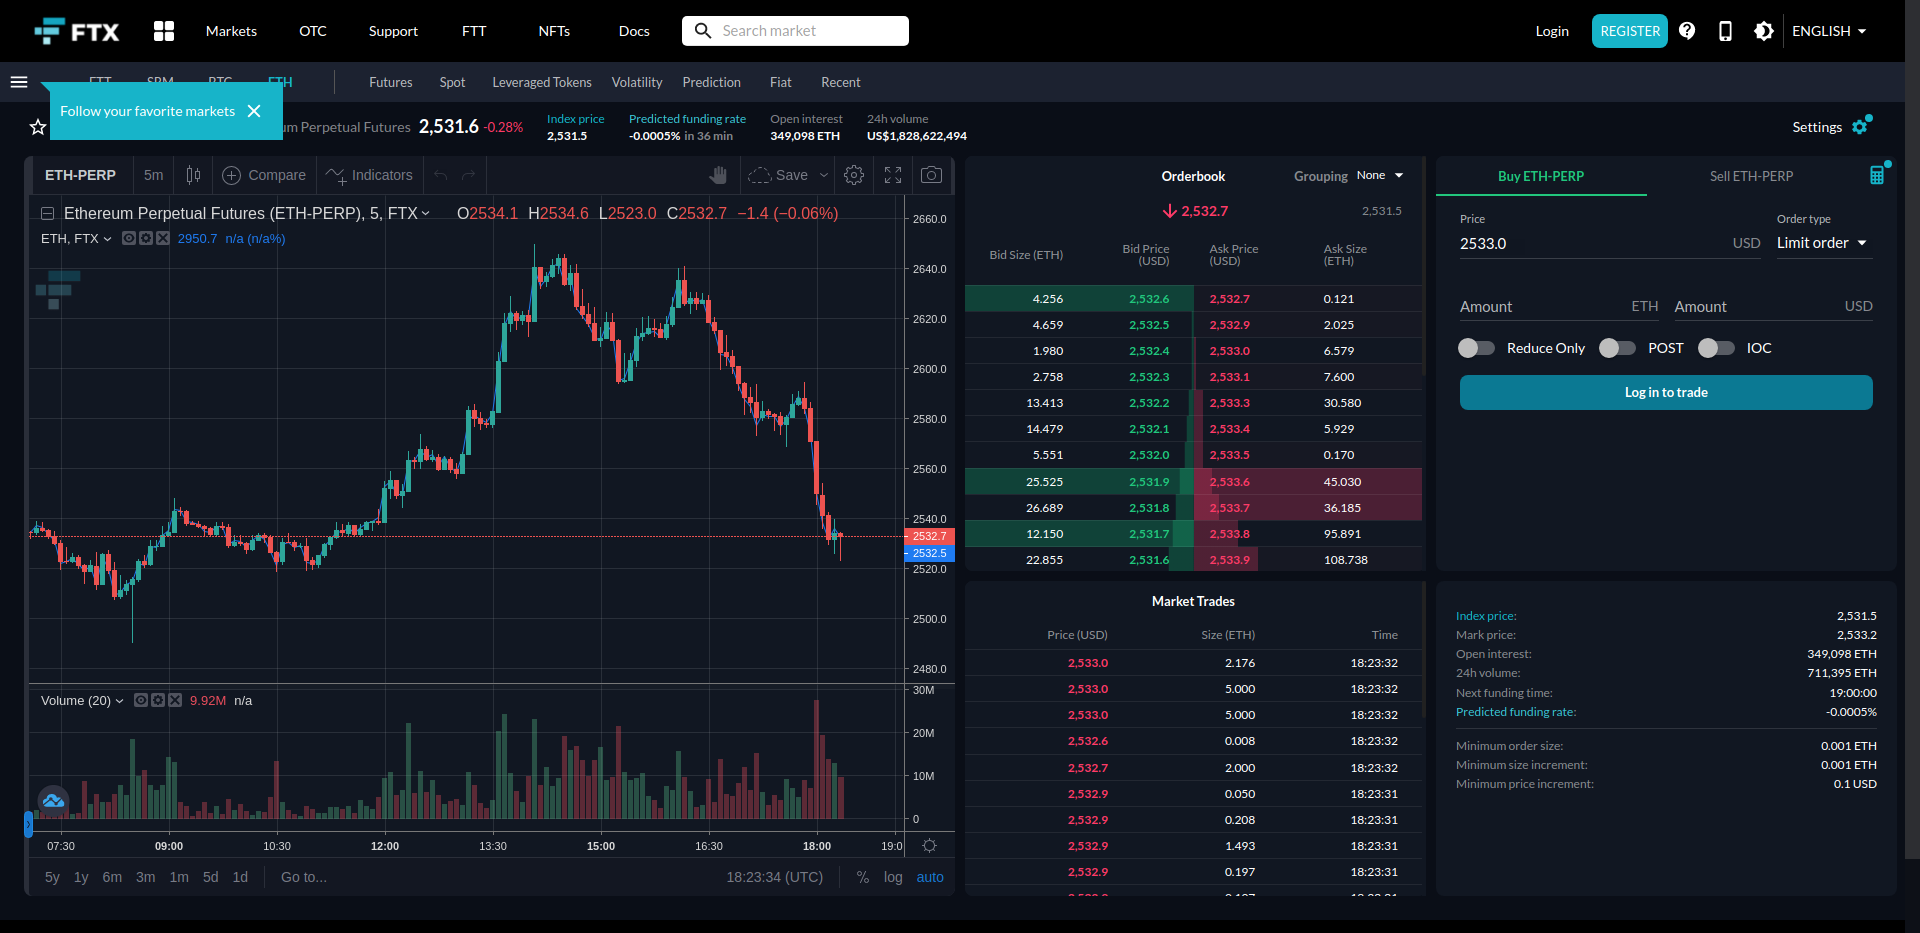 FTX
Markets OTC Support FTT NFTs Docs Search market Login REGISTER ENGLISH
ETH
Futures Spot Leveraged Tokens Volatility Prediction Fiat Recent
Follow your favorite markets
Perpetual Futures 2,531.6 -0.28%
Index price 2,531.5
Predicted funding rate -0.0005% in 36 min
Open interest 349,098 ETH
24h volume US$1,828,622,494
Settings
ETH-PERP 5m Compare Indicators Save
Ethereum Perpetual Futures (ETH-PERP), 5, FTX O2534.1 H2534.6 L2523.0 C2532.7 −1.4 (−0.06%)
ETH, FTX 2950.7 n/a (n/a%)
2660.0
2640.0
2620.0
2600.0
2580.0
2560.0
2540.0
2532.7
2532.5
2520.0
2500.0
2480.0
Volume (20) 9.92M n/a
30M
20M
10M
0
07:30 09:00 10:30 12:00 13:30 15:00 16:30 18:00 19:0
5y 1y 6m 3m 1m 5d 1d Go to... 18:23:34 (UTC) % log auto
Orderbook Grouping None
2,532.7 2,531.5
Bid Size (ETH) Bid Price (USD) Ask Price (USD) Ask Size (ETH)
4.256 2,532.6 2,532.7 0.121
4.659 2,532.5 2,532.9 2.025
1.980 2,532.4 2,533.0 6.579
2.758 2,532.3 2,533.1 7.600
13.413 2,532.2 2,533.3 30.580
14.479 2,532.1 2,533.4 5.929
5.551 2,532.0 2,533.5 0.170
25.525 2,531.9 2,533.6 45.030
26.689 2,531.8 2,533.7 36.185
12.150 2,531.7 2,533.8 95.891
22.855 2,531.6 2,533.9 108.738
Market Trades
Price (USD) Size (ETH) Time
2,533.0 2.176 18:23:32
2,533.0 5.000 18:23:32
2,533.0 5.000 18:23:32
2,532.6 0.008 18:23:32
2,532.7 2.000 18:23:32
2,532.9 0.050 18:23:31
2,532.9 0.208 18:23:31
2,532.9 1.493 18:23:31
2,532.9 0.197 18:23:31
Buy ETH-PERP Sell ETH-PERP
Price Order type
2533.0 USD Limit order
Amount ETH Amount USD
Reduce Only POST IOC
Log in to trade
Index price: 2,531.5
Mark price: 2,533.2
Open interest: 349,098 ETH
24h volume: 711,395 ETH
Next funding time: 19:00:00
Predicted funding rate: -0.0005%
Minimum order size: 0.001 ETH
Minimum size increment: 0.001 ETH
Minimum price increment: 0.1 USD